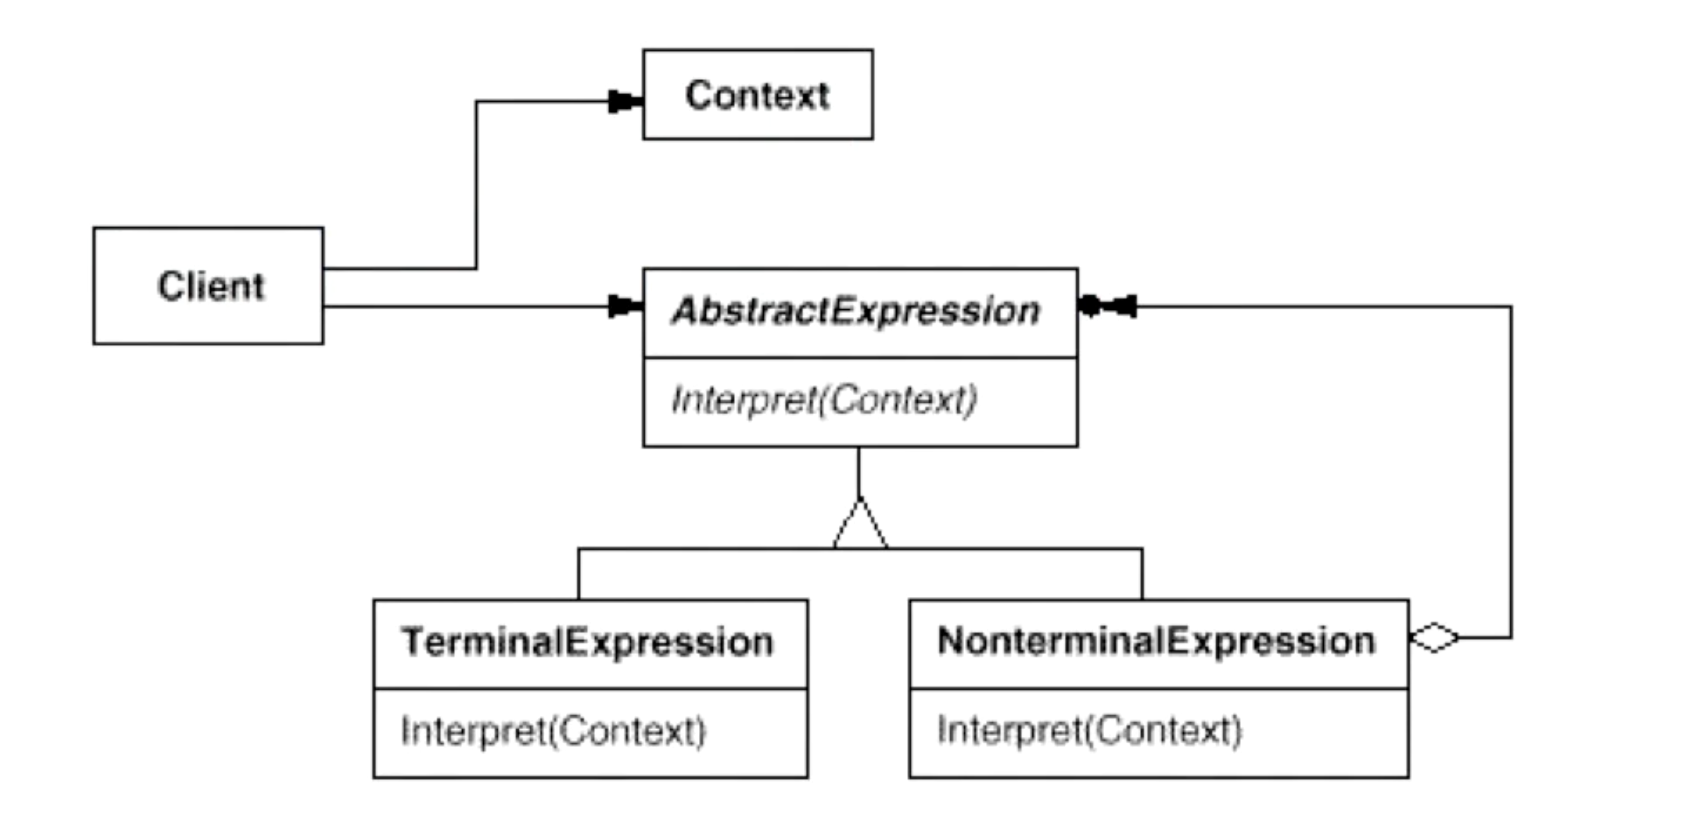 Context
Client
AbstractExpression
Interpret(Context)
TerminalExpression
Interpret(Context)
NonterminalExpression
Interpret(Context)